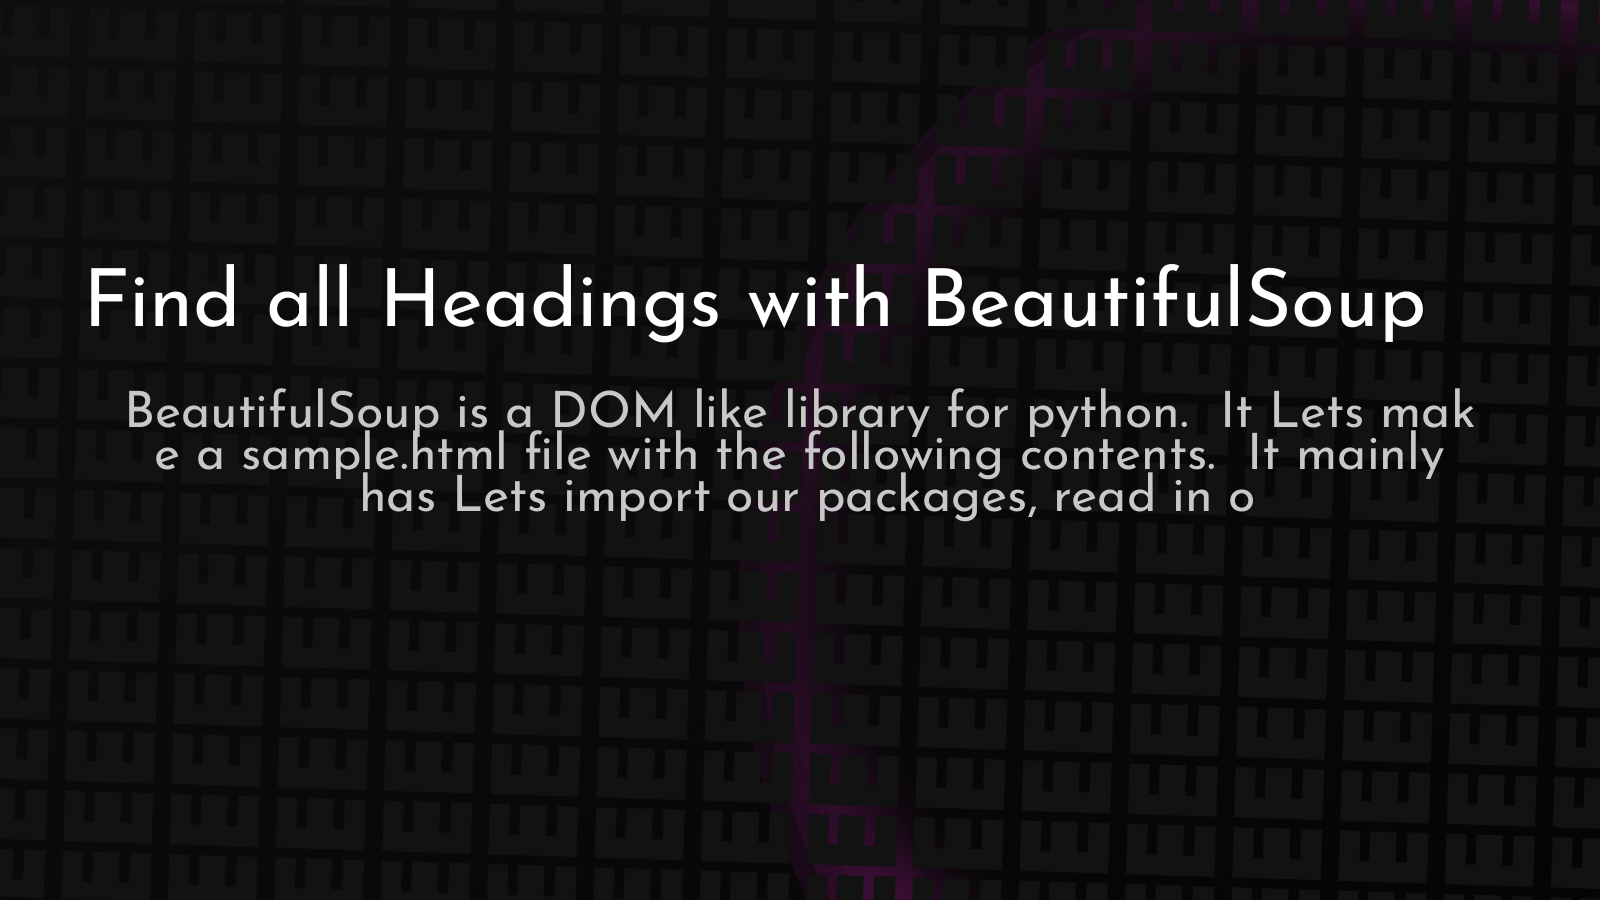 Find all Headings with BeautifulSoup
BeautifulSoup is a DOM like library for python.  It Lets mak
e a sample.html file with the following contents.  It mainly
has Lets import our packages, read in o